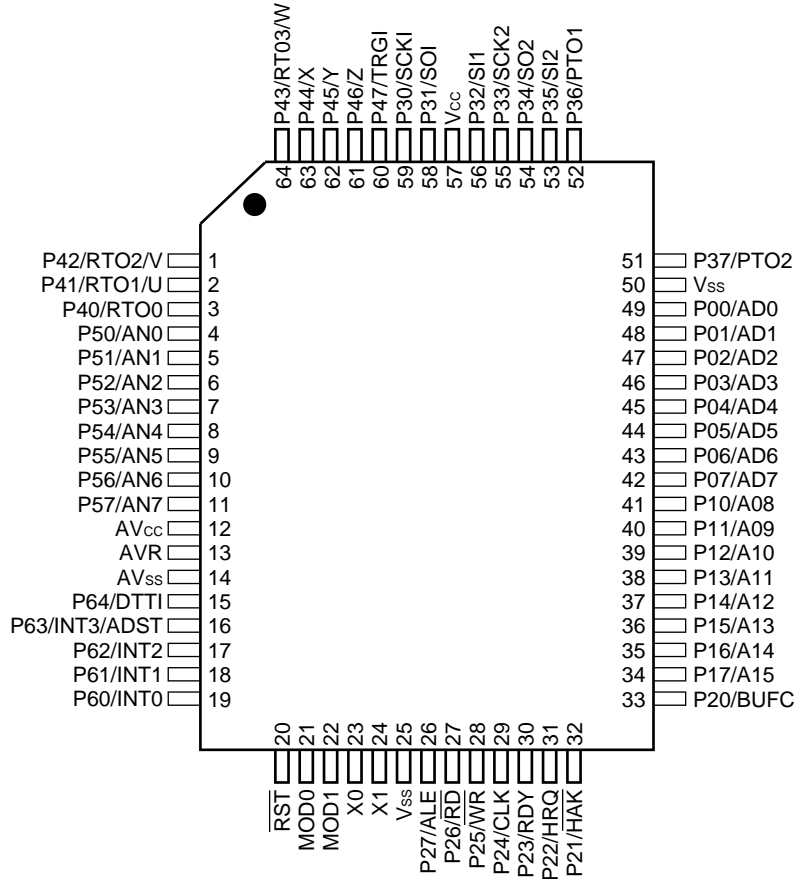 P43/RT03/W
P44/X
P45/Y
P46/Z
P47/TRGI
P30/SCKI
P31/SOI
Vcc
P32/SI1
P33/SCK2
P34/SO2
P35/SI2
P36/PTO1
64
63
62
61
60
59
58
57
56
55
54
53
52
P42/RTO2/V 1
P41/RTO1/U 2
P40/RTO0 3
P50/AN0 4
P51/AN1 5
P52/AN2 6
P53/AN3 7
P54/AN4 8
P55/AN5 9
P56/AN6 10
P57/AN7 11
AVcc 12
AVR 13
AVss 14
P64/DTTI 15
P63/INT3/ADST 16
P62/INT2 17
P61/INT1 18
P60/INT0 19
51 P37/PTO2
50 Vss
49 P00/AD0
48 P01/AD1
47 P02/AD2
46 P03/AD3
45 P04/AD4
44 P05/AD5
43 P06/AD6
42 P07/AD7
41 P10/A08
40 P11/A09
39 P12/A10
38 P13/A11
37 P14/A12
36 P15/A13
35 P16/A14
34 P17/A15
33 P20/BUFC
20
21
22
23
24
25
26
27
28
29
30
31
32
RST
MOD0
MOD1
X0
X1
Vss
P27/ALE
P26/RD
P25/WR
P24/CLK
P23/RDY
P22/HRQ
P21/HAK